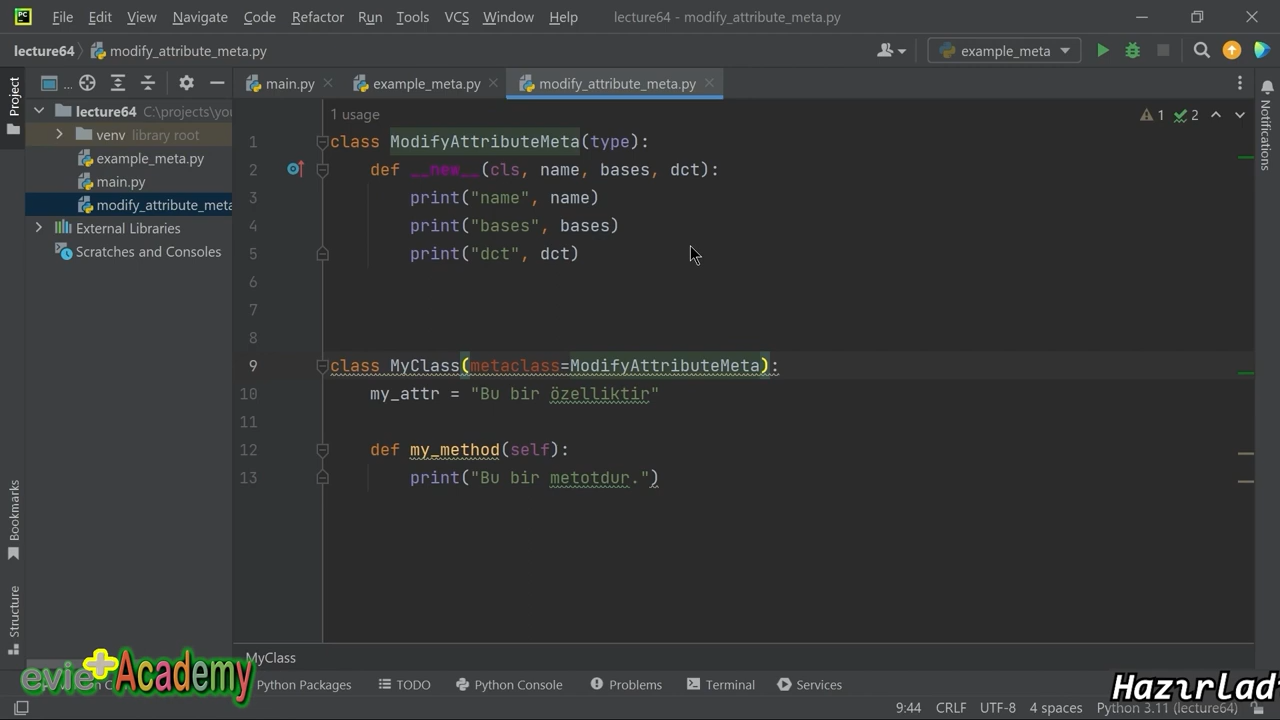 PC File Edit View Navigate Code Refactor Run Tools VCS Window Help lecture64 - modify_attribute_meta.py
lecture64 modify_attribute_meta.py example_meta
Project ... main.py example_meta.py modify_attribute_meta.py
lecture64 C:\projects\you
venv library root
example_meta.py
main.py
modify_attribute_meta
External Libraries
Scratches and Consoles
1 usage
1 2
1 class ModifyAttributeMeta(type):
2 def __new__(cls, name, bases, dct):
3 print("name", name)
4 print("bases", bases)
5 print("dct", dct)
6
7
8
9 class MyClass(metaclass=ModifyAttributeMeta):
10 my_attr = "Bu bir özelliktir"
11
12 def my_method(self):
13 print("Bu bir metotdur.")
Notifications
Bookmarks
Structure
MyClass
evie+Academy
Python Packages TODO Python Console Problems Terminal Services
Hazırlad
9:44 CRLF UTF-8 4 spaces Python 3.11 (lecture64)